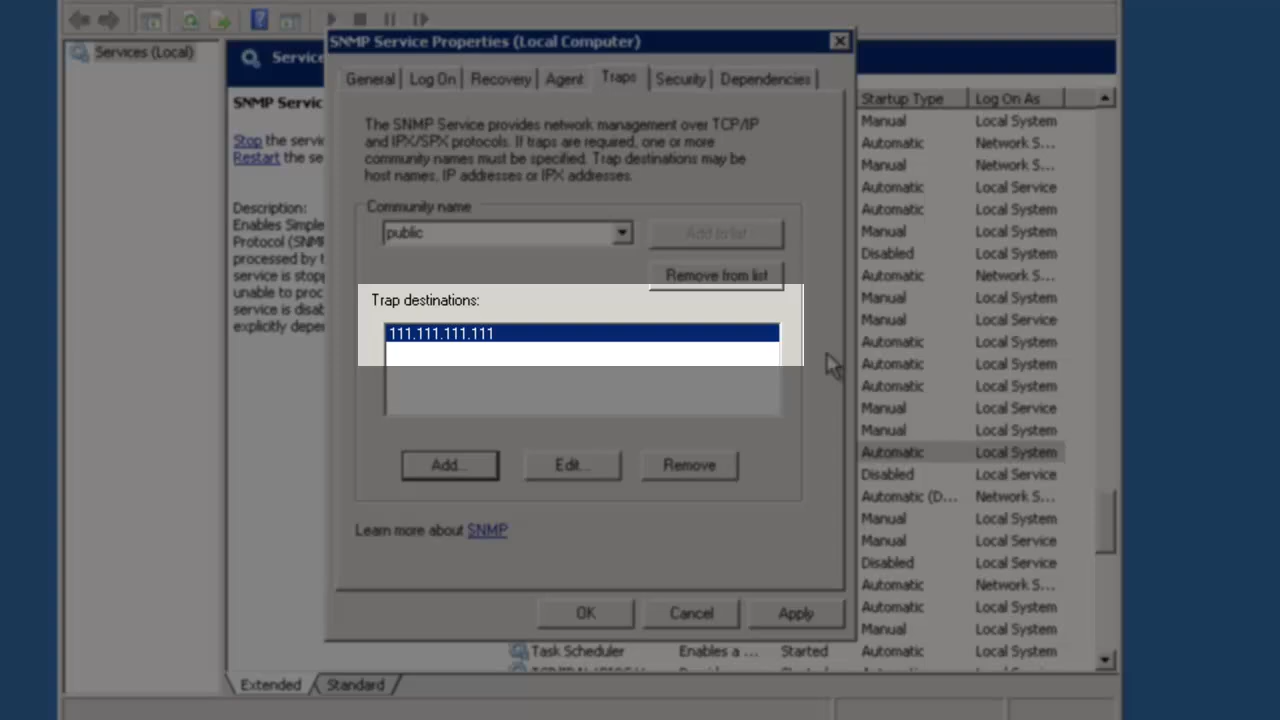 SNMP Service Properties (Local Computer)
Services (Local)
Service
General
Log On
Recovery
Agent
Traps
Security
Dependencies
SNMP Servic
Stop the servic
Restart the se
Description:
Enables Simple
Protocol (SNMP
processed by t
service is stopp
unable to proc
service is disab
explicitly deper
The SNMP Service provides network management over TCP/IP
and IPX/SPX protocols. If traps are required, one or more
community names must be specified. Trap destinations may be
host names, IP addresses or IPX addresses.
Community name
public
Add to list
Remove from list
Trap destinations:
111.111.111.111
Add...
Edit...
Remove
Learn more about SNMP
OK
Cancel
Apply
Startup Type Log On As
Manual Local System
Automatic Network S...
Manual Local System
Automatic Local Service
Automatic Local System
Manual Local System
Disabled Local System
Automatic Network S...
Manual Local System
Manual Local Service
Automatic Local System
Automatic Local System
Automatic Local System
Manual Local Service
Manual Local System
Automatic Local System
Disabled Local Service
Automatic (D... Network S...
Manual Local System
Manual Local System
Disabled Local Service
Automatic Network S...
Automatic Local System
Manual Local System
Task Scheduler Enables a ... Started Automatic Local System
Extended
Standard